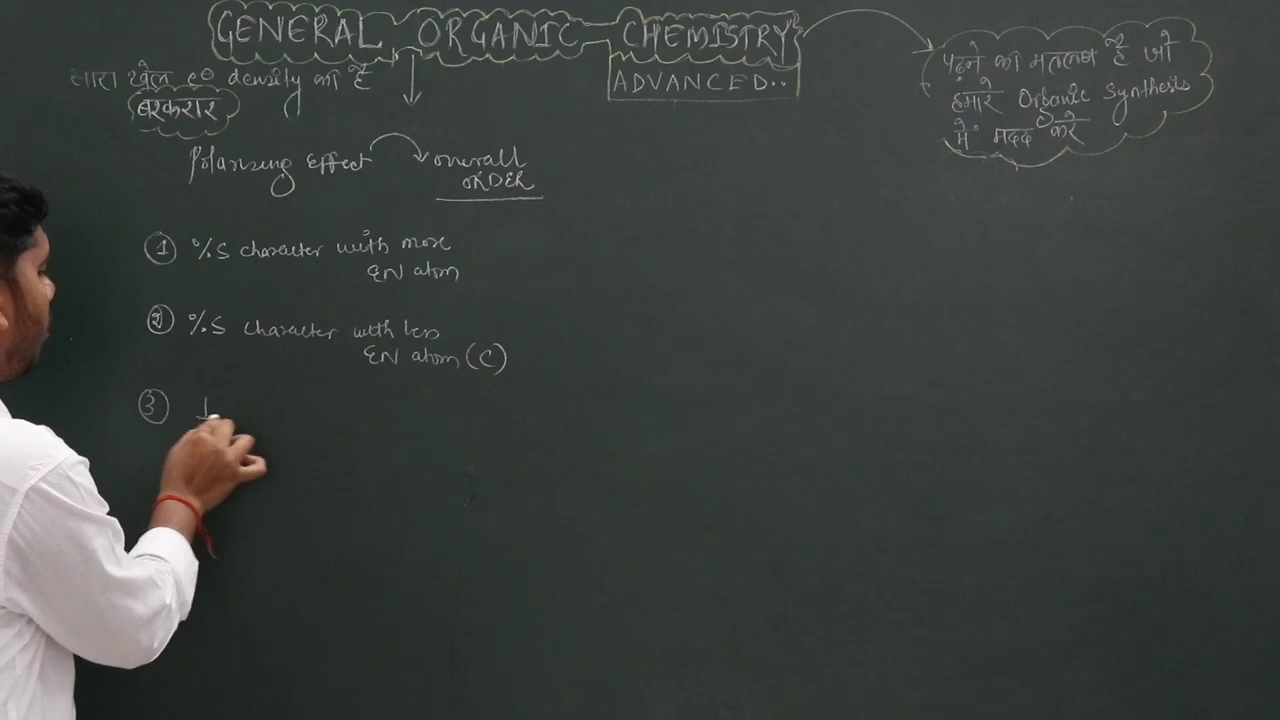 GENERAL ORGANIC CHEMISTRY
ADVANCED..
सारा खेल e⊖ density का है
बरकरार
पढ़ने का मतलब है जो
हमारे Organic Synthesis
में मदद करे
Polarising Effect overall
ORDER
① %S character with more
EN atom
② %S character with less
EN atom (C)
③